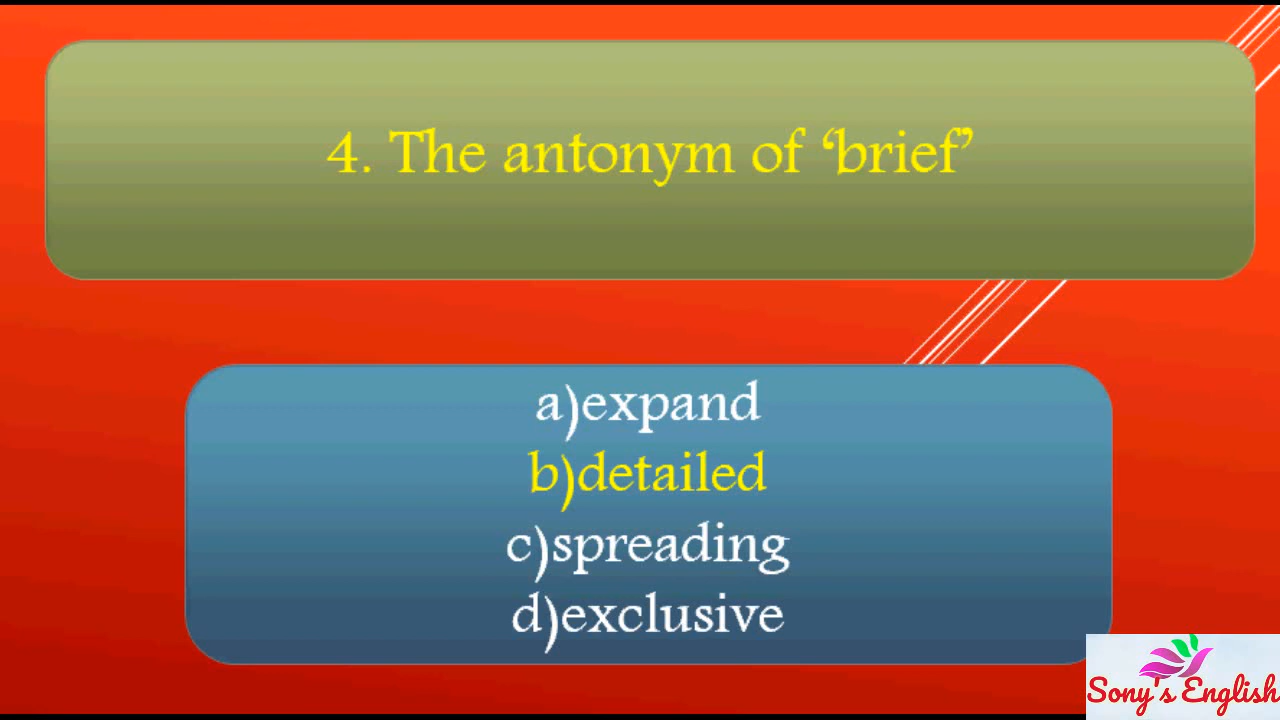 4. The antonym of ‘brief’
a)expand
b)detailed
c)spreading
d)exclusive
Sony's English